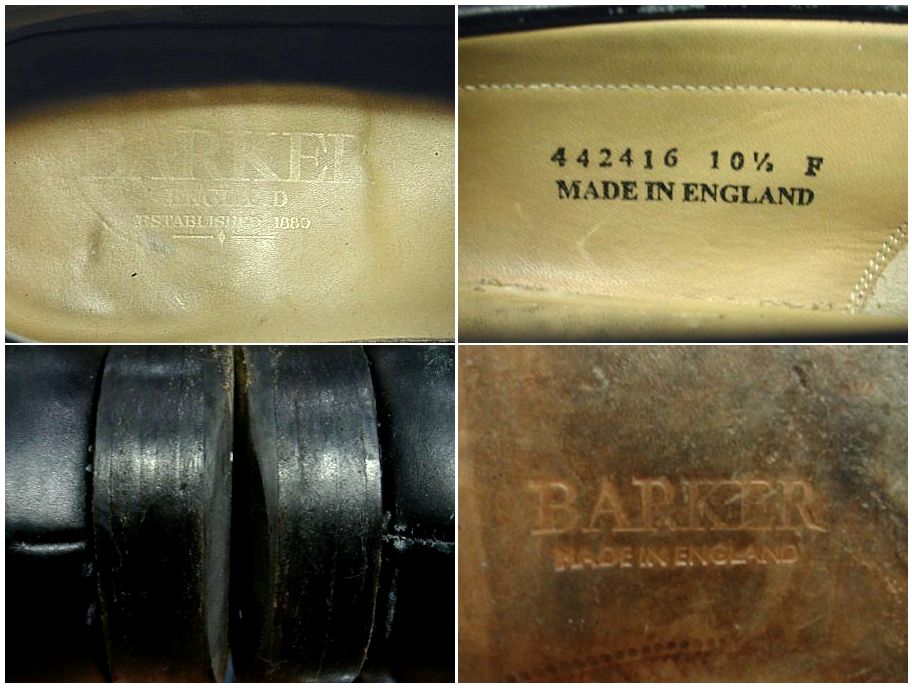 BARKER
ENGLAND
ESTABLISHED 1880
442416 10½ F
MADE IN ENGLAND
BARKER
MADE IN ENGLAND